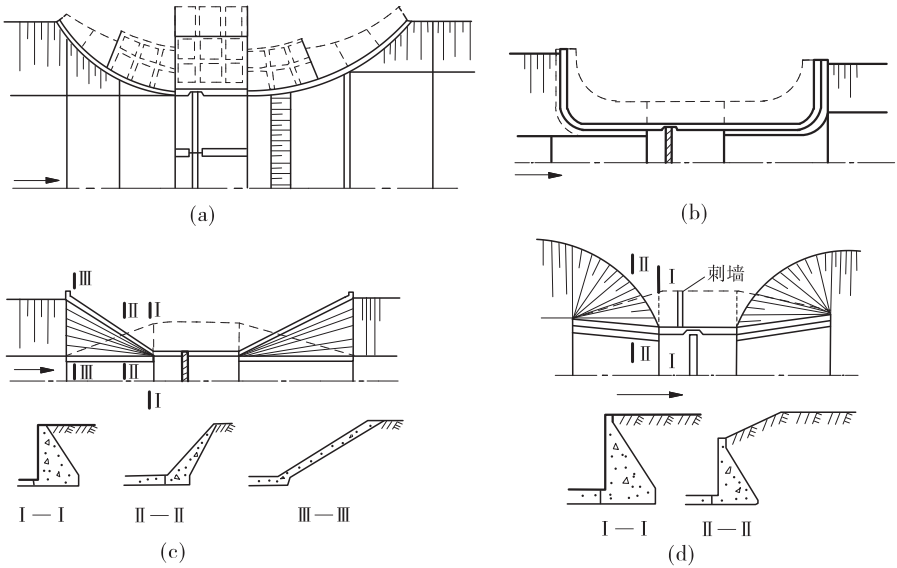 (a)
(b)
Ⅲ
Ⅱ Ⅰ
Ⅲ Ⅱ
Ⅰ
Ⅰ—Ⅰ Ⅱ—Ⅱ Ⅲ—Ⅲ
(c)
Ⅱ Ⅰ 刺墙
Ⅱ Ⅰ
Ⅰ—Ⅰ Ⅱ—Ⅱ
(d)